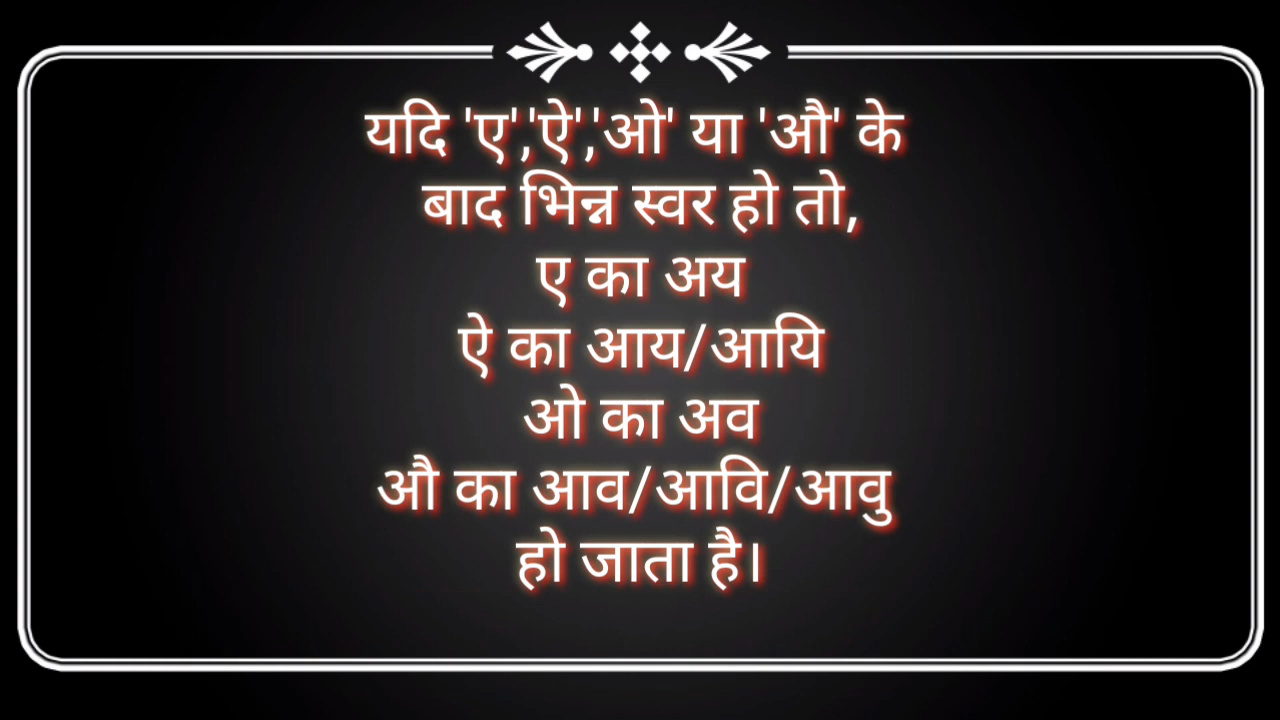 यदि 'ए','ऐ','ओ' या 'औ' के
बाद भिन्न स्वर हो तो,
ए का अय
ऐ का आय/आयि
ओ का अव
औ का आव/आवि/आवु
हो जाता है।